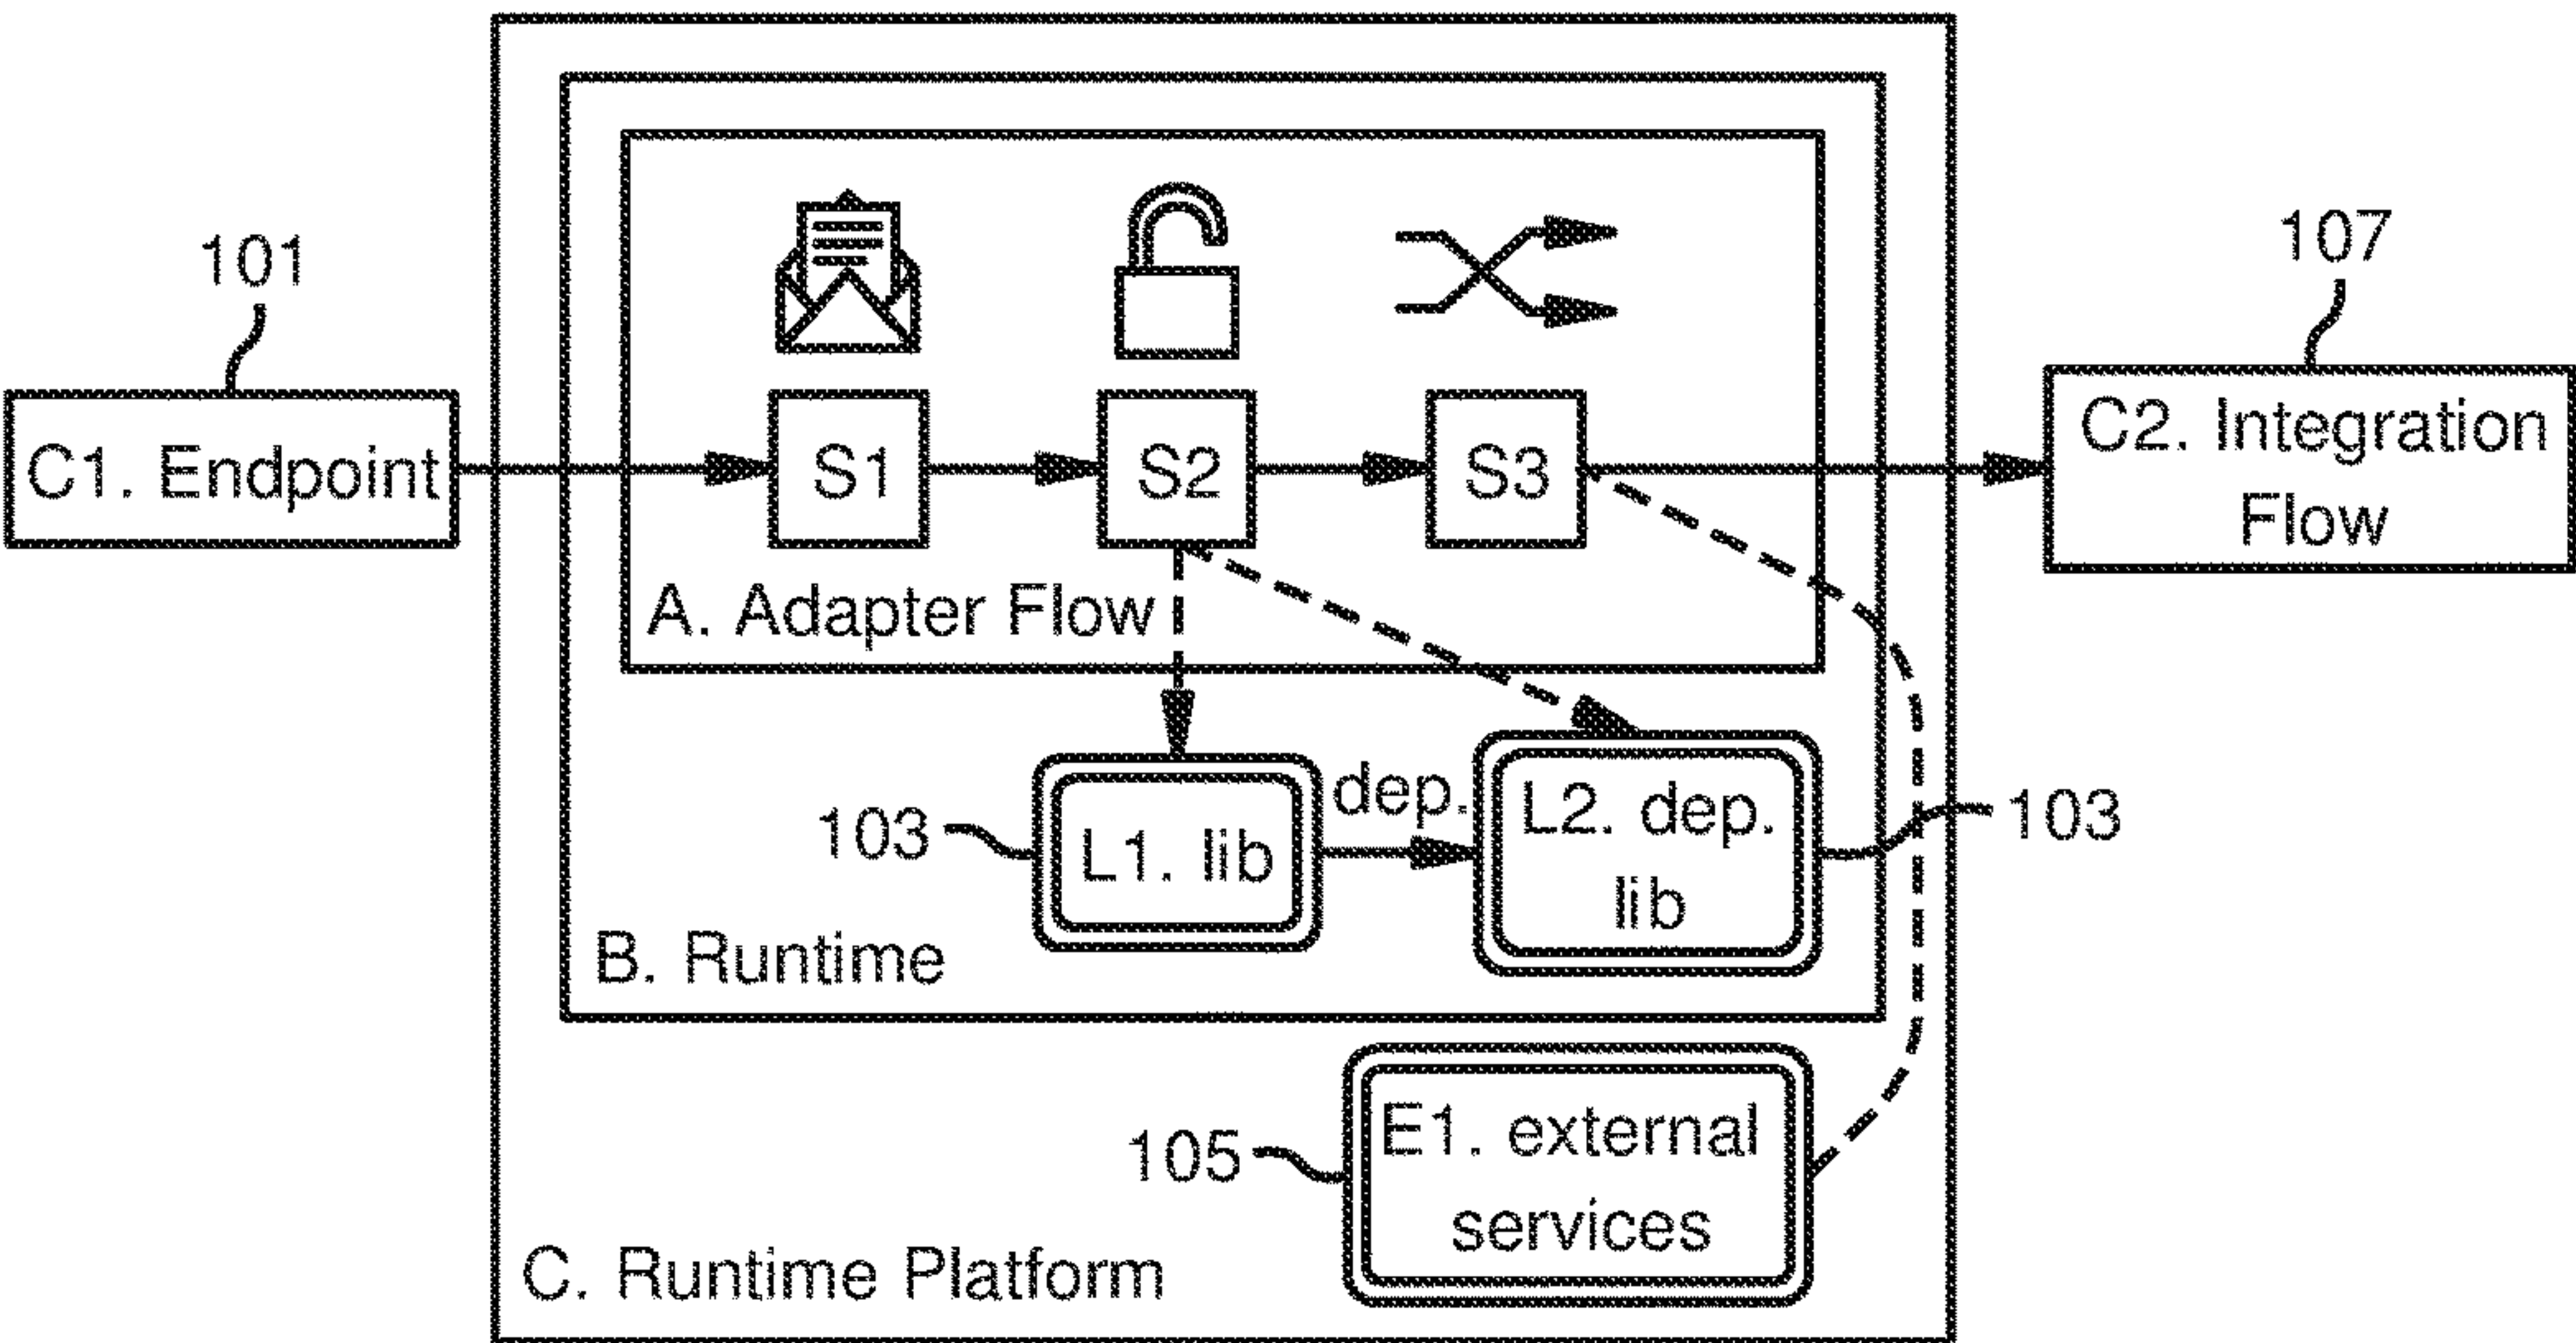 101
107
C1. Endpoint
S1
S2
S3
C2. Integration
Flow
A. Adapter Flow
103
L1. lib
dep.
L2. dep.
lib
103
B. Runtime
105
E1. external
services
C. Runtime Platform